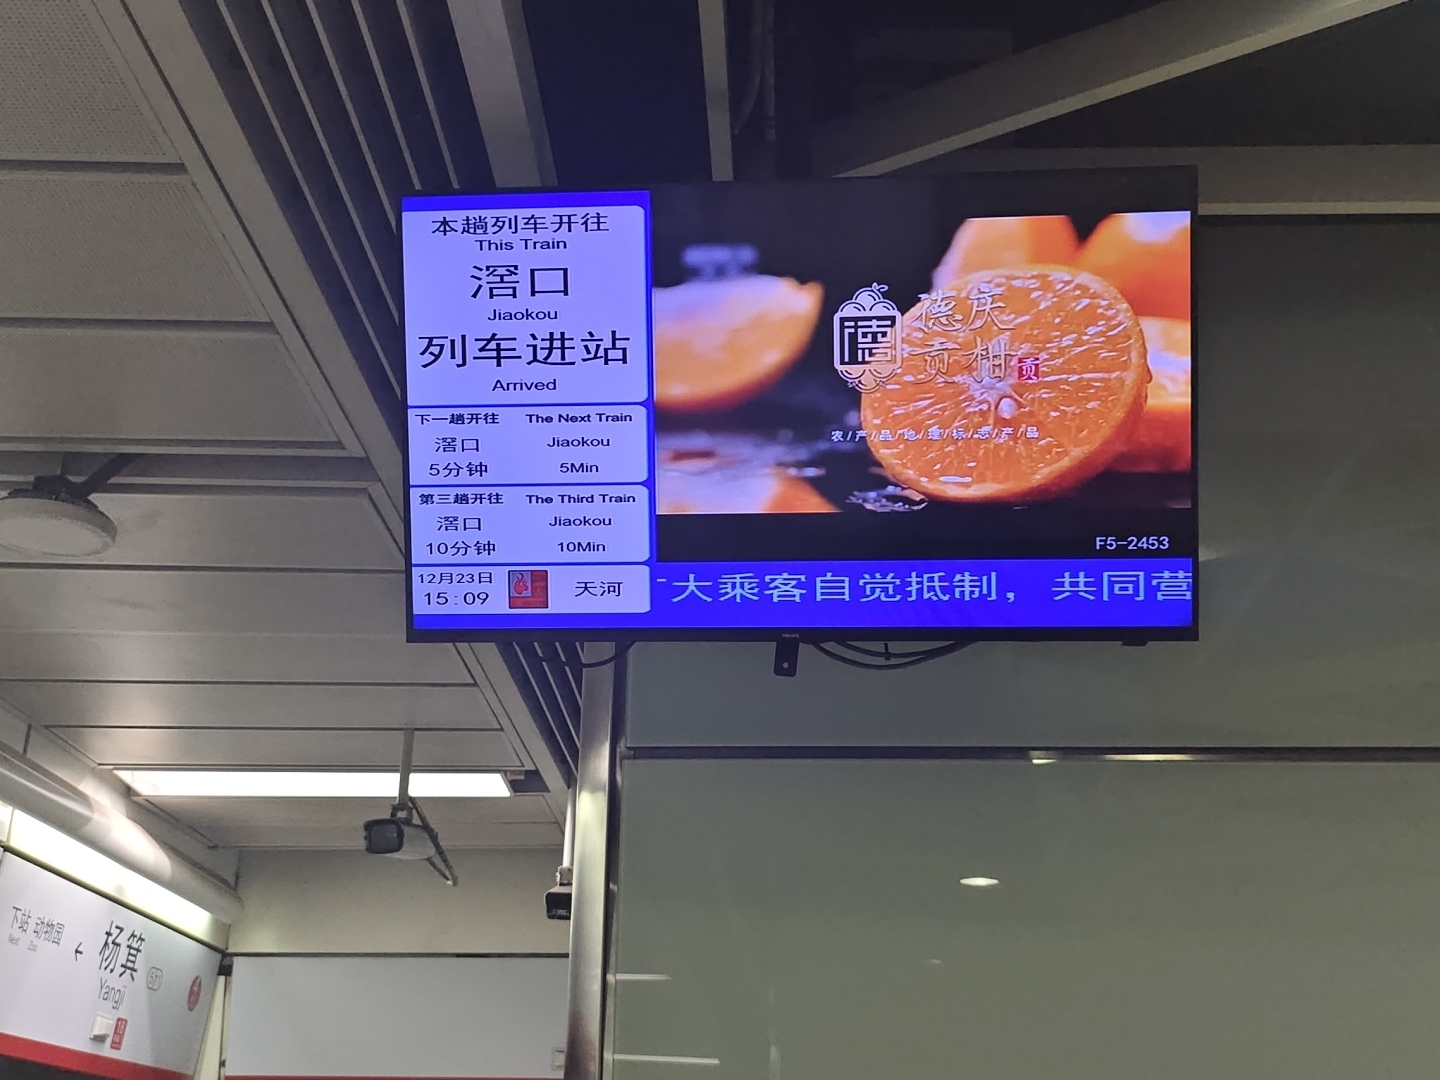 本趟列车开往
This Train
滘口
Jiaokou
列车进站
Arrived
下一趟开往 The Next Train
滘口 Jiaokou
5分钟 5Min
第三趟开往 The Third Train
滘口 Jiaokou
10分钟 10Min
12月23日
15:09
天河
德
德庆
贡柑
贡
农/产/品/地/理/标/志/产/品
F5-2453
大乘客自觉抵制，共同营
下站 动物园
Next Zoo
杨箕
Yangji